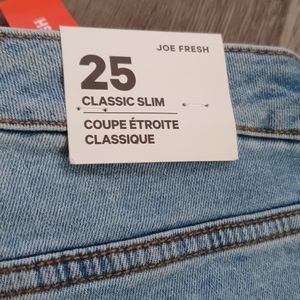 JOE FRESH
25
CLASSIC SLIM
COUPE ÉTROITE
CLASSIQUE